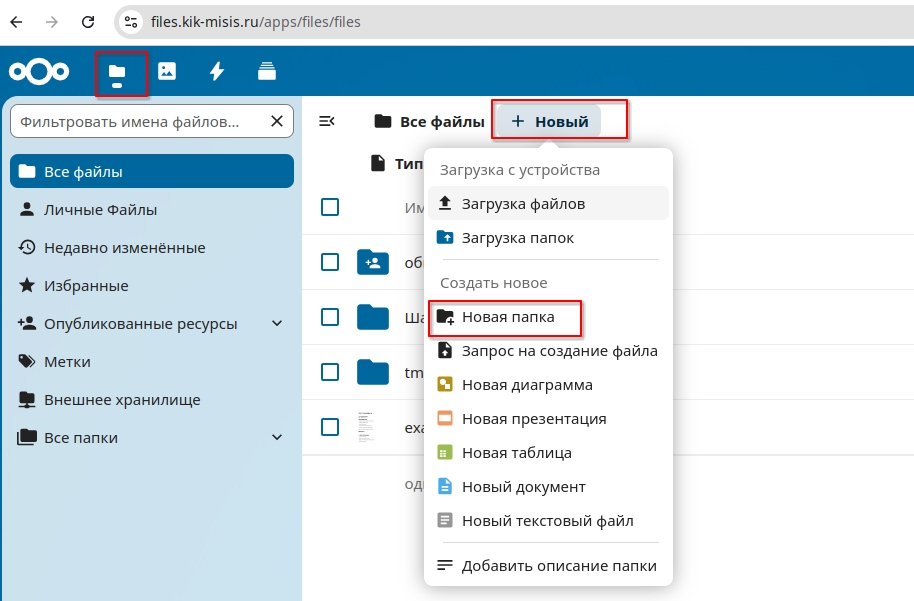 files.kik-misis.ru/apps/files/files
Фильтровать имена файлов...
Все файлы
Личные Файлы
Недавно изменённые
Избранные
Опубликованные ресурсы
Метки
Внешнее хранилище
Все папки
Все файлы
+ Новый
Тип
Им
об
Ша
tm
exa
од
Загрузка с устройства
Загрузка файлов
Загрузка папок
Создать новое
Новая папка
Запрос на создание файла
Новая диаграмма
Новая презентация
Новая таблица
Новый документ
Новый текстовый файл
Добавить описание папки